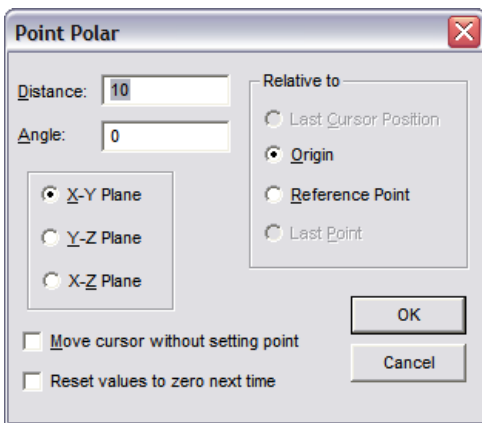 Point Polar
Distance: 10
Angle: 0
X-Y Plane
Y-Z Plane
X-Z Plane
Relative to
Last Cursor Position
Origin
Reference Point
Last Point
Move cursor without setting point
Reset values to zero next time
OK
Cancel